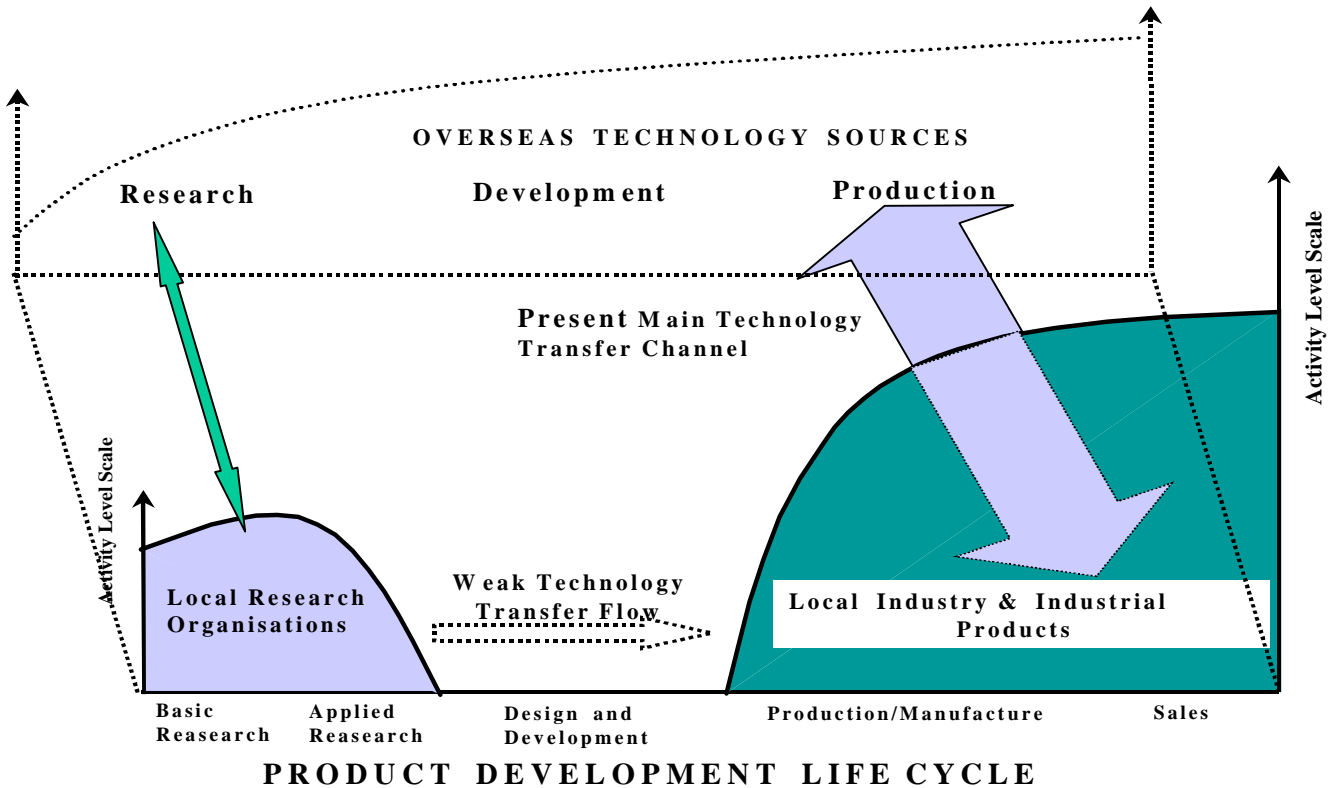 OVERSEAS TECHNOLOGY SOURCES
Research
Development
Production
Present Main Technology
Transfer Channel
Activity Level Scale
Activity Level Scale
Local Research
Organisations
Weak Technology
Transfer Flow
Local Industry & Industrial
Products
Basic
Reasearch
Applied
Reasearch
Design and
Development
Production/Manufacture
Sales
PRODUCT DEVELOPMENT LIFE CYCLE